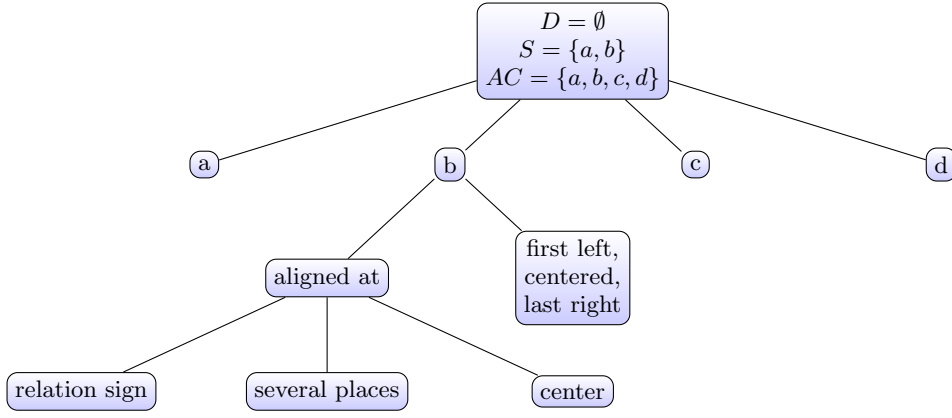 D = ∅
S = {a, b}
AC = {a, b, c, d}
a
b
c
d
aligned at
first left,
centered,
last right
relation sign
several places
center